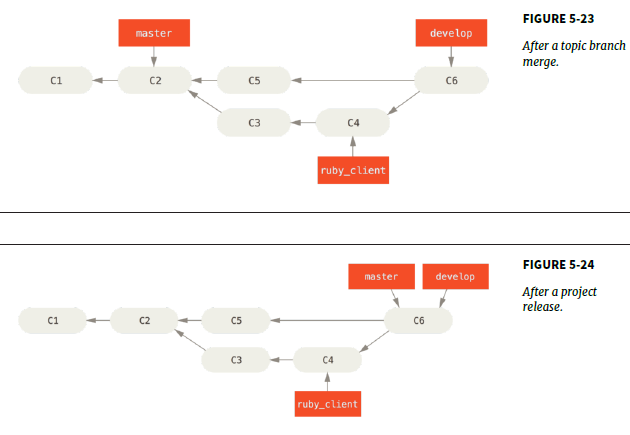 FIGURE 5-23
After a topic branch
merge.
master
develop
C1
C2
C5
C6
C3
C4
ruby_client
FIGURE 5-24
After a project
release.
master
develop
C1
C2
C5
C6
C3
C4
ruby_client